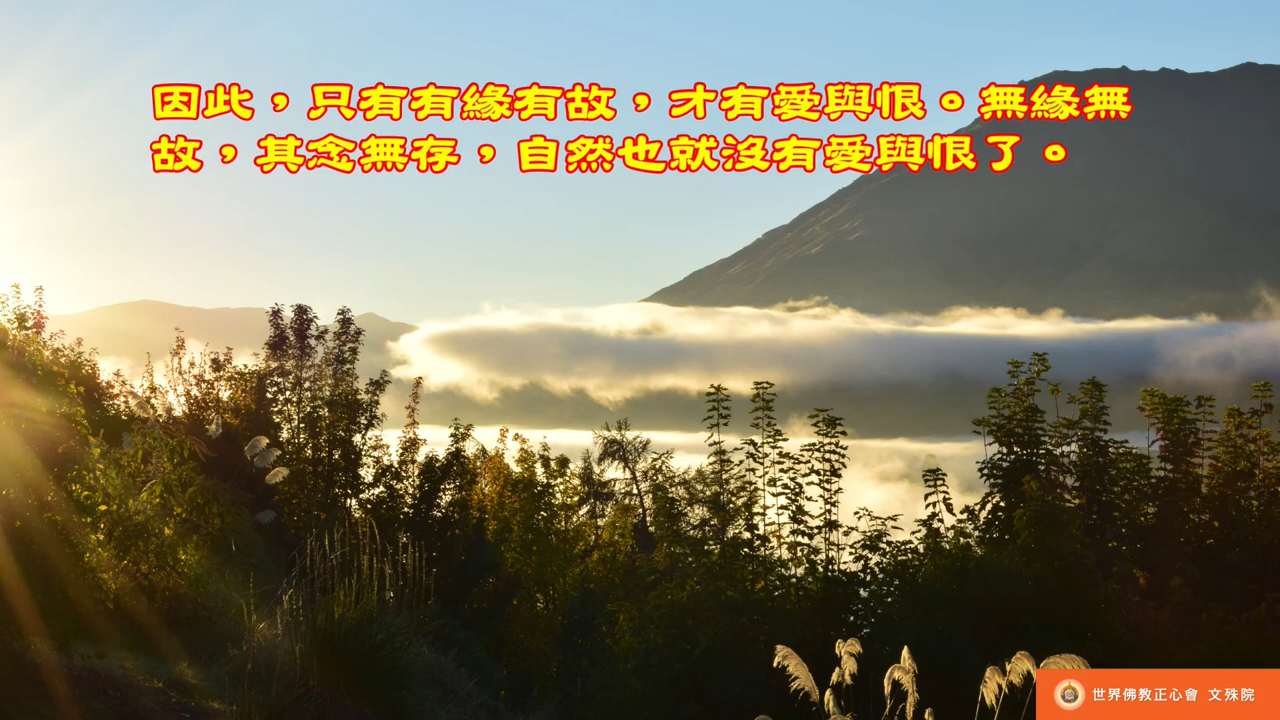 因此，只有有緣有故，才有愛與恨。無緣無
故，其念無存，自然也就沒有愛與恨了。
世界佛教正心會 文殊院